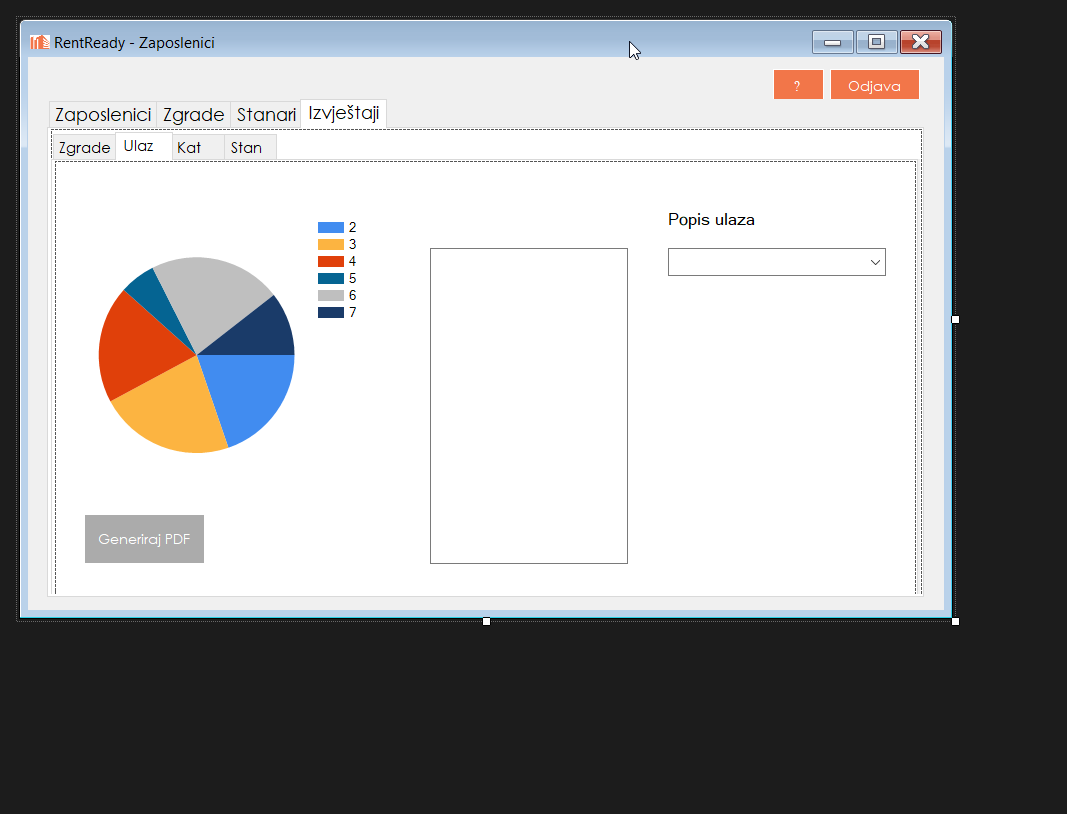 RentReady - Zaposlenici
? Odjava
Zaposlenici Zgrade Stanari Izvještaji
Zgrade Ulaz Kat Stan
2
3
4
5
6
7
Popis ulaza
Generiraj PDF